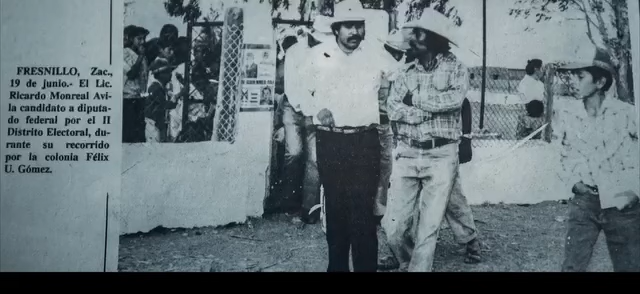 FRESNILLO, Zac.,
19 de junio.- El Lic.
Ricardo Monreal Avi-
la candidato a diputa-
do federal por el II
Distrito Electoral, du-
rante su recorrido
por la colonia Félix
U. Gómez.